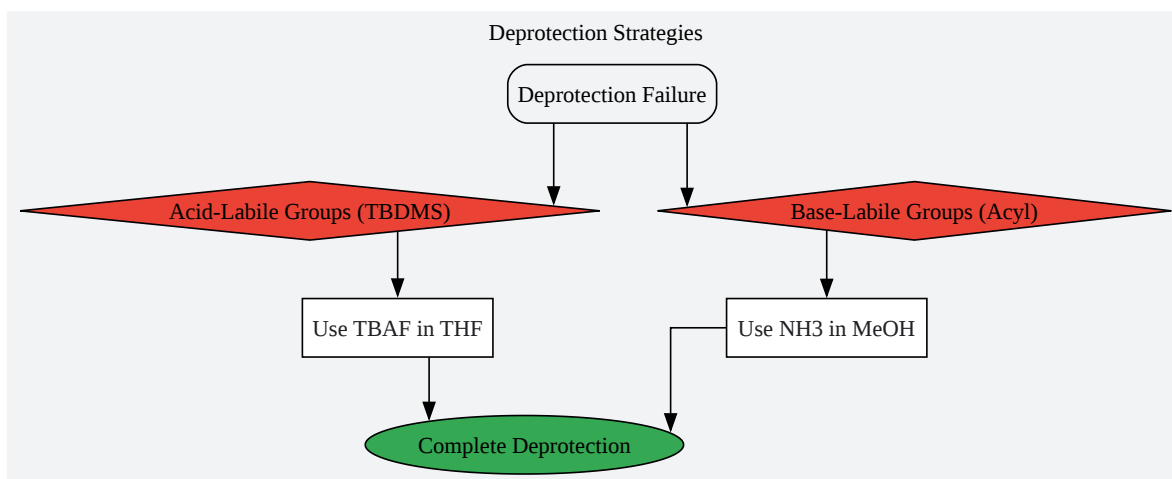 Deprotection Strategies
Deprotection Failure
Acid-Labile Groups (TBDMS)
Base-Labile Groups (Acyl)
Use TBAF in THF
Use NH3 in MeOH
Complete Deprotection